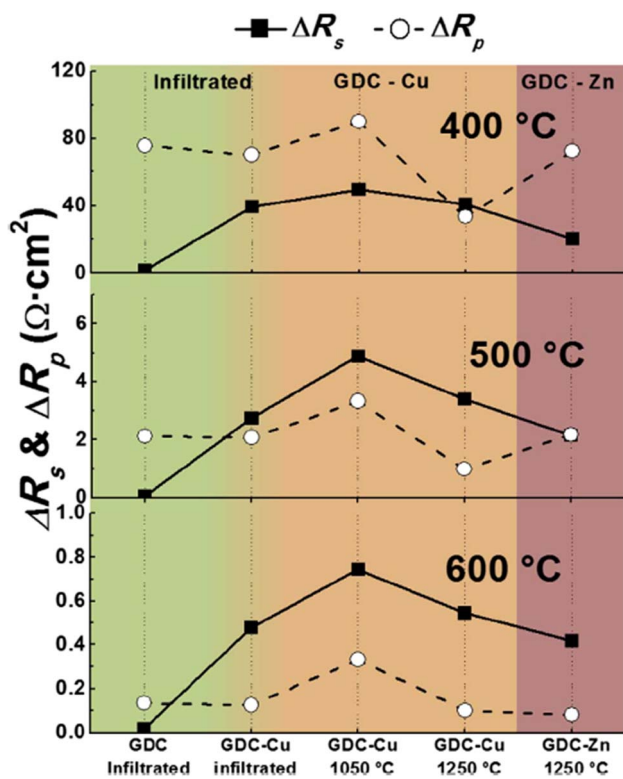 ΔRs ΔRp
Infiltrated GDC - Cu GDC - Zn
120
400 °C
80
40
0
ΔRs & ΔRp (Ω·cm²)
6
500 °C
4
2
0
1.0
600 °C
0.8
0.6
0.4
0.2
0.0
GDC GDC-Cu GDC-Cu GDC-Cu GDC-Zn
Infiltrated infiltrated 1050 °C 1250 °C 1250 °C